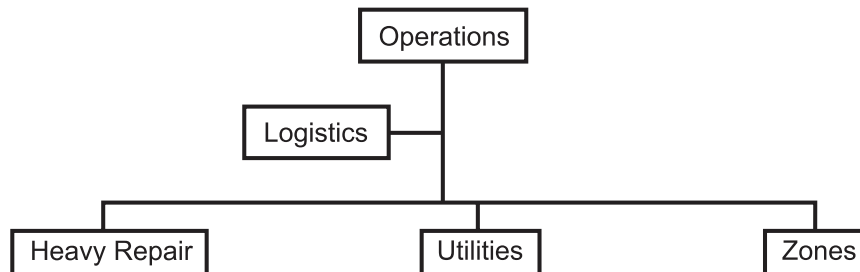 Operations
Logistics
Heavy Repair
Utilities
Zones